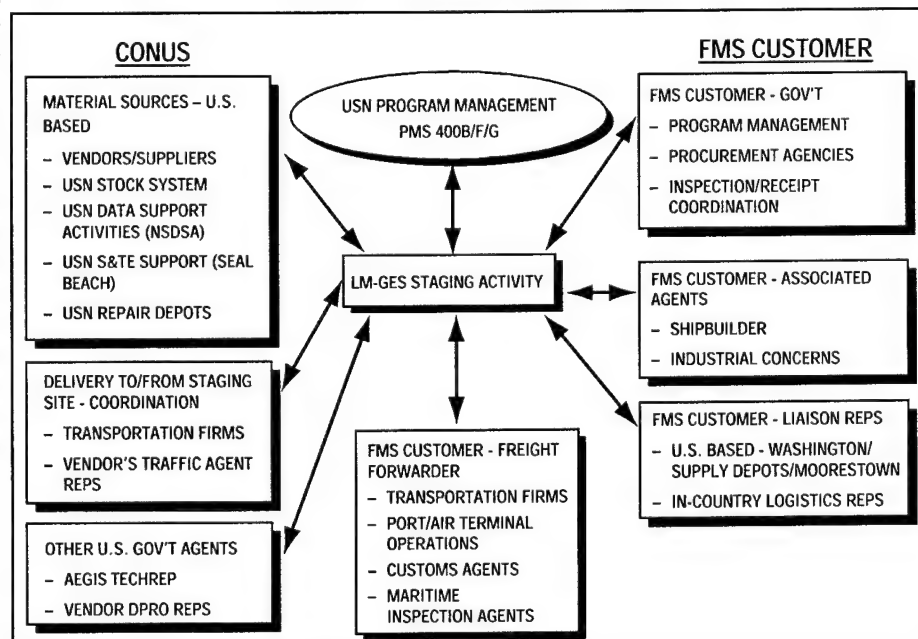 CONUS
MATERIAL SOURCES – U.S.
BASED
– VENDORS/SUPPLIERS
– USN STOCK SYSTEM
– USN DATA SUPPORT
ACTIVITIES (NSDSA)
– USN S&TE SUPPORT (SEAL
BEACH)
– USN REPAIR DEPOTS
DELIVERY TO/FROM STAGING
SITE - COORDINATION
– TRANSPORTATION FIRMS
– VENDOR'S TRAFFIC AGENT
REPS
OTHER U.S. GOV'T AGENTS
– AEGIS TECHREP
– VENDOR DPRO REPS
USN PROGRAM MANAGEMENT
PMS 400B/F/G
LM-GES STAGING ACTIVITY
FMS CUSTOMER - FREIGHT
FORWARDER
– TRANSPORTATION FIRMS
– PORT/AIR TERMINAL
OPERATIONS
– CUSTOMS AGENTS
– MARITIME
INSPECTION AGENTS
FMS CUSTOMER
FMS CUSTOMER - GOV'T
– PROGRAM MANAGEMENT
– PROCUREMENT AGENCIES
– INSPECTION/RECEIPT
COORDINATION
FMS CUSTOMER - ASSOCIATED
AGENTS
– SHIPBUILDER
– INDUSTRIAL CONCERNS
FMS CUSTOMER - LIAISON REPS
– U.S. BASED - WASHINGTON/
SUPPLY DEPOTS/MOORESTOWN
– IN-COUNTRY LOGISTICS REPS